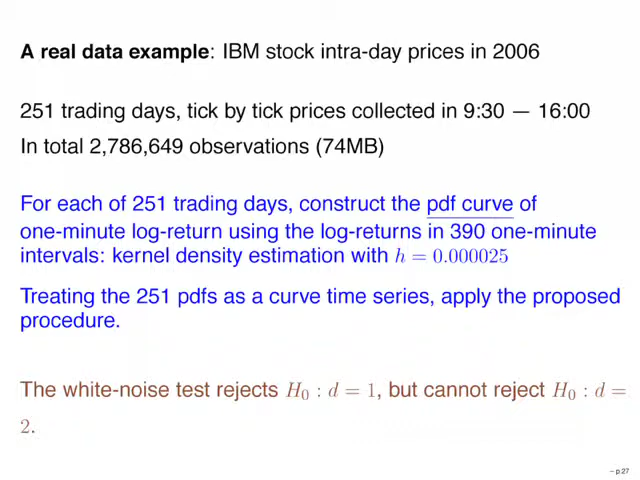 A real data example: IBM stock intra-day prices in 2006
251 trading days, tick by tick prices collected in 9:30 — 16:00
In total 2,786,649 observations (74MB)
For each of 251 trading days, construct the pdf curve of
one-minute log-return using the log-returns in 390 one-minute
intervals: kernel density estimation with h = 0.000025
Treating the 251 pdfs as a curve time series, apply the proposed
procedure.
The white-noise test rejects H₀ : d = 1, but cannot reject H₀ : d =
2.
– p.27